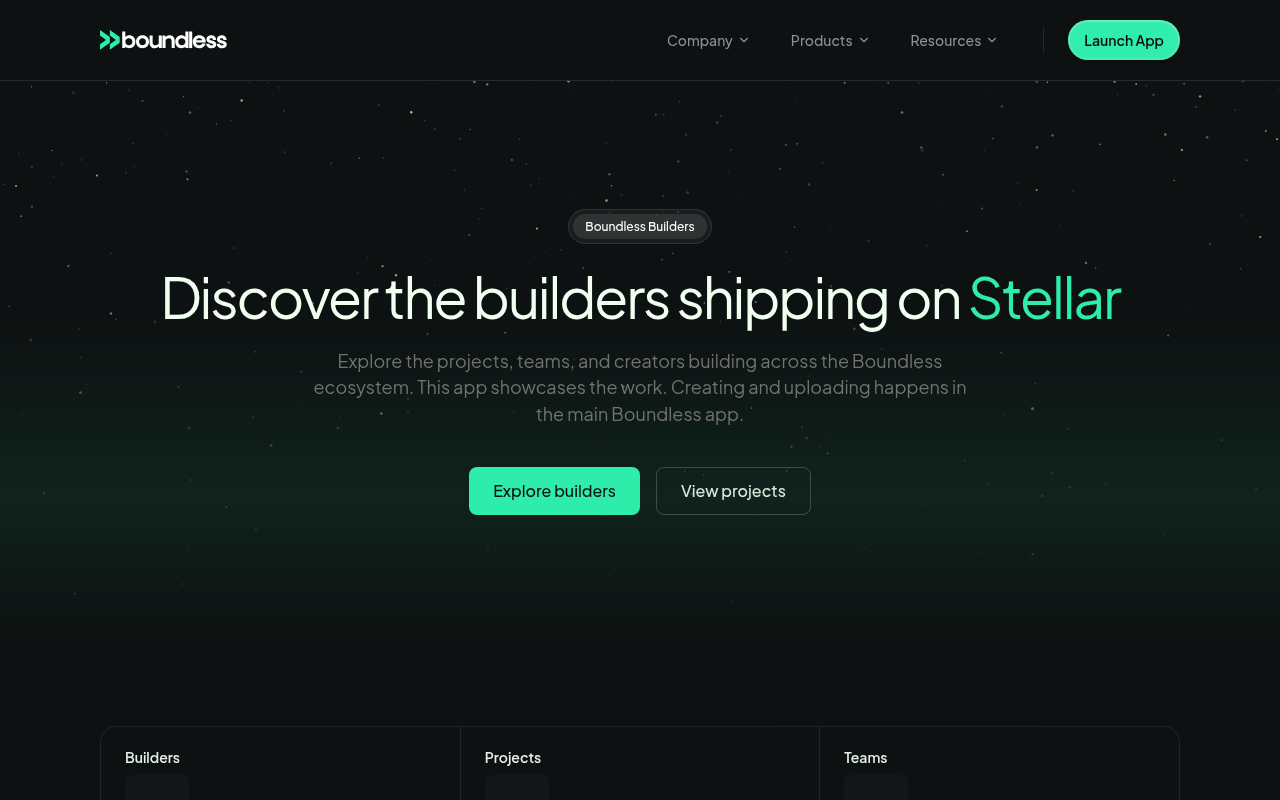 boundless
Company
Products
Resources
Launch App
Boundless Builders
Discover the builders shipping on Stellar
Explore the projects, teams, and creators building across the Boundless
ecosystem. This app showcases the work. Creating and uploading happens in
the main Boundless app.
Explore builders
View projects
Builders
Projects
Teams